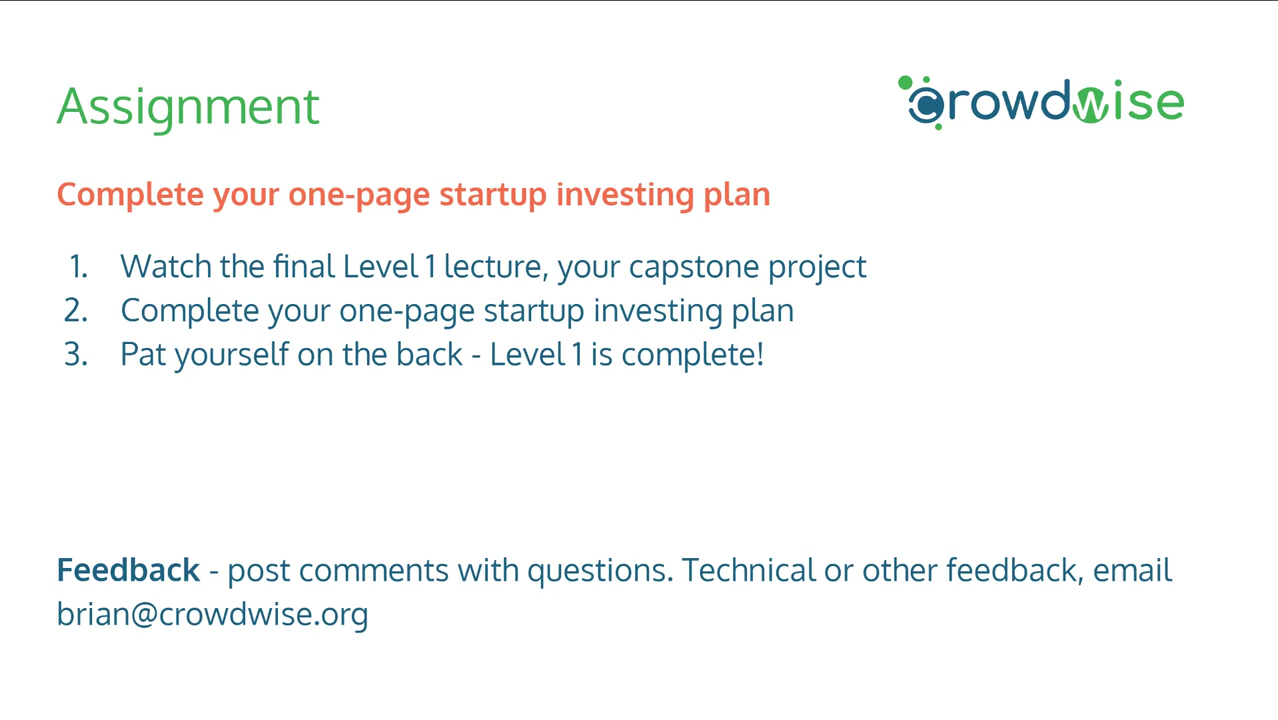 Assignment
crowdwise
Complete your one-page startup investing plan
1. Watch the final Level 1 lecture, your capstone project
2. Complete your one-page startup investing plan
3. Pat yourself on the back - Level 1 is complete!
Feedback - post comments with questions. Technical or other feedback, email
brian@crowdwise.org